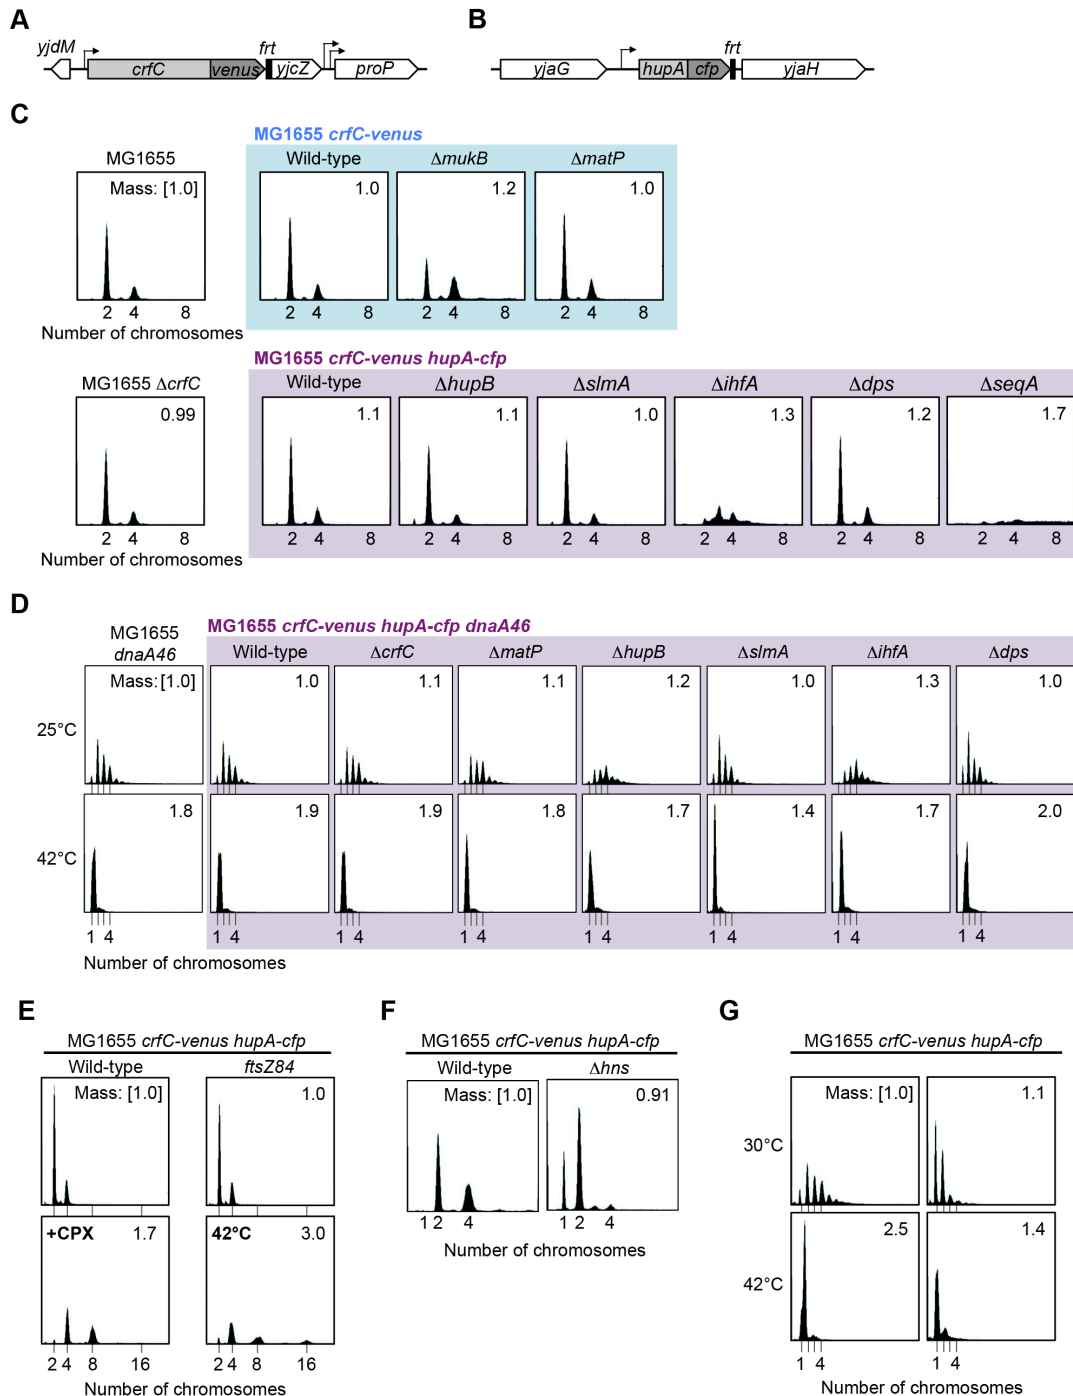 A
yjdM
frt
crfC
venus
yjcZ
proP
B
frt
yjaG
hupA
cfp
yjaH
C
MG1655 crfC-venus
MG1655
Wild-type
ΔmukB
ΔmatP
Mass: [1.0]
1.0
1.2
1.0
2 4 8
2 4 8
2 4 8
2 4 8
Number of chromosomes
MG1655 crfC-venus hupA-cfp
MG1655 ΔcrfC
Wild-type
ΔhupB
ΔslmA
ΔihfA
Δdps
ΔseqA
0.99
1.1
1.1
1.0
1.3
1.2
1.7
2 4 8
2 4 8
2 4 8
2 4 8
2 4 8
2 4 8
2 4 8
Number of chromosomes
D
MG1655
dnaA46
MG1655 crfC-venus hupA-cfp dnaA46
Wild-type
ΔcrfC
ΔmatP
ΔhupB
ΔslmA
ΔihfA
Δdps
25°C
Mass: [1.0]
1.0
1.1
1.1
1.2
1.0
1.3
1.0
42°C
1.8
1.9
1.9
1.8
1.7
1.4
1.7
2.0
1 4
1 4
1 4
1 4
1 4
1 4
1 4
1 4
Number of chromosomes
E
MG1655 crfC-venus hupA-cfp
Wild-type
ftsZ84
Mass: [1.0]
1.0
+CPX 1.7
42°C 3.0
2 4 8 16
2 4 8 16
Number of chromosomes
F
MG1655 crfC-venus hupA-cfp
Wild-type
Δhns
Mass: [1.0]
0.91
1 2 4
1 2 4
Number of chromosomes
G
MG1655 crfC-venus hupA-cfp
30°C
Mass: [1.0]
1.1
42°C
2.5
1.4
1 4
1 4
Number of chromosomes